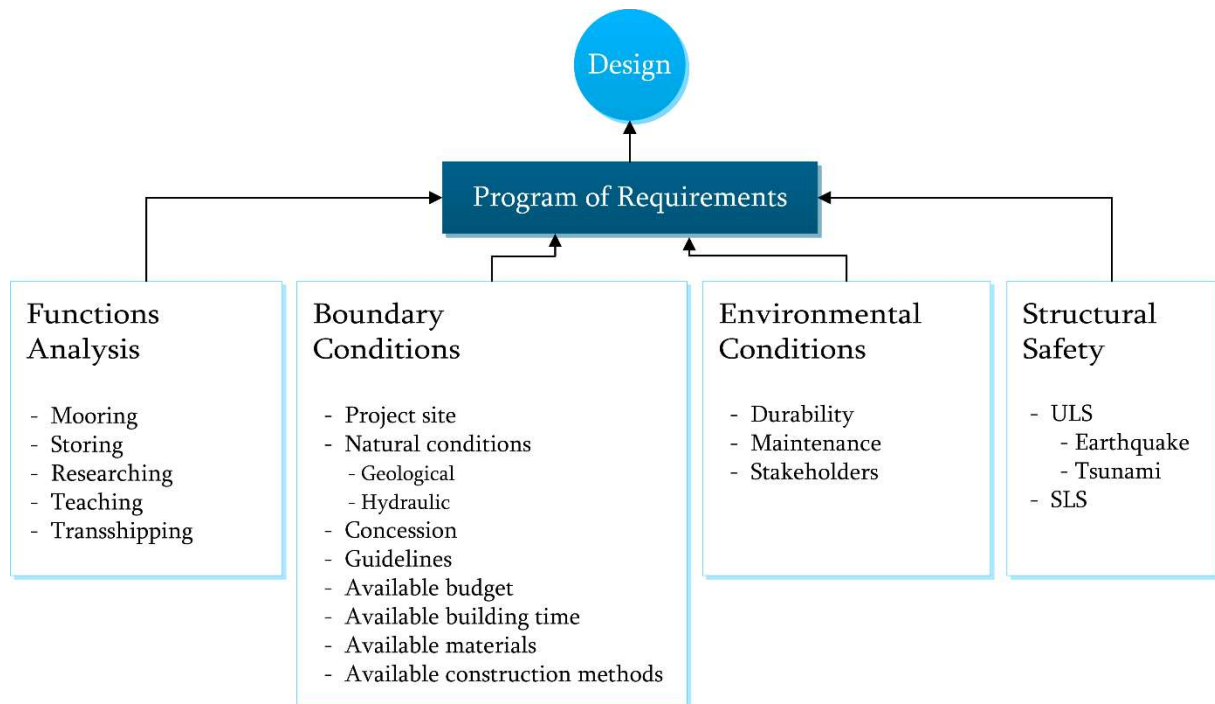 Design
Program of Requirements
Functions
Analysis
- Mooring
- Storing
- Researching
- Teaching
- Transshipping
Boundary
Conditions
- Project site
- Natural conditions
- Geological
- Hydraulic
- Concession
- Guidelines
- Available budget
- Available building time
- Available materials
- Available construction methods
Environmental
Conditions
- Durability
- Maintenance
- Stakeholders
Structural
Safety
- ULS
- Earthquake
- Tsunami
- SLS